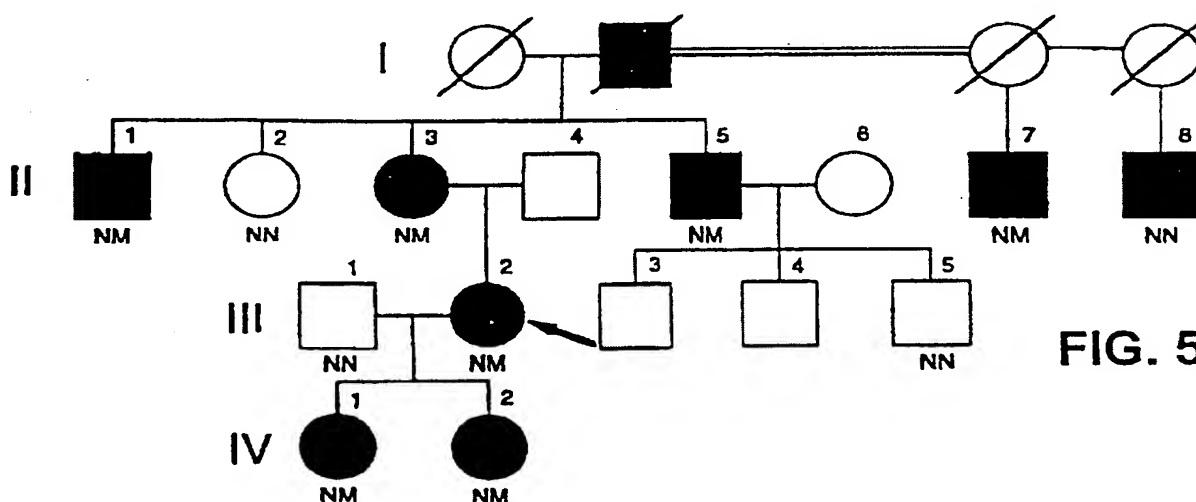 I
1 2 3 4 5 6 7 8
II
NM NN NM NM NM NN
1 2 3 4 5
III
NN NM NN
FIG. 5
1 2
IV
NM NM